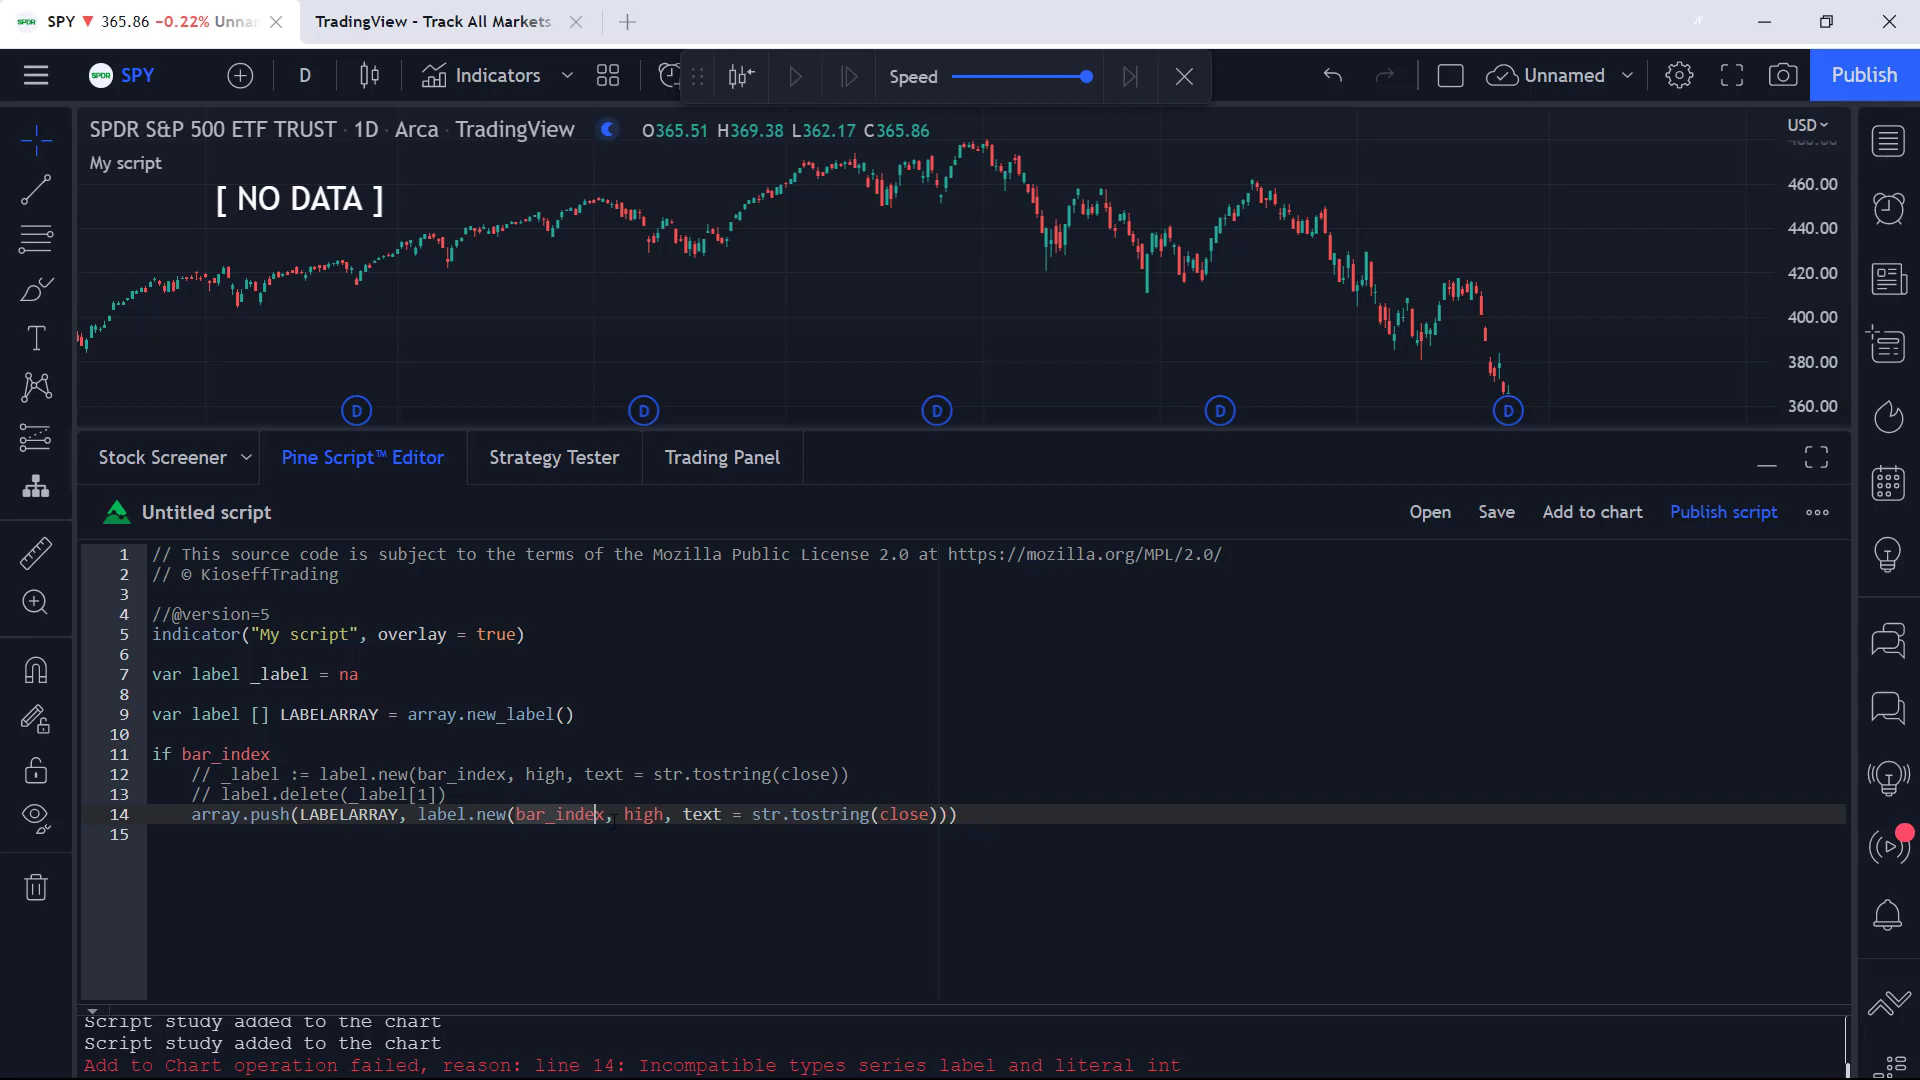 SPY ▼ 365.86 −0.22% Unnan
TradingView - Track All Markets
SPDR SPY
D
Indicators
Speed
Unnamed
Publish
SPDR S&P 500 ETF TRUST · 1D · Arca · TradingView
O365.51 H369.38 L362.17 C365.86
USD
My script
[ NO DATA ]
460.00
440.00
420.00
400.00
380.00
360.00
D D D D D
Stock Screener
Pine Script™ Editor
Strategy Tester
Trading Panel
Untitled script
Open
Save
Add to chart
Publish script
1 // This source code is subject to the terms of the Mozilla Public License 2.0 at https://mozilla.org/MPL/2.0/
2 // © KioseffTrading
3
4 //@version=5
5 indicator("My script", overlay = true)
6
7 var label _label = na
8
9 var label [] LABELARRAY = array.new_label()
10
11 if bar_index
12 // _label := label.new(bar_index, high, text = str.tostring(close))
13 // label.delete(_label[1])
14 array.push(LABELARRAY, label.new(bar_index, high, text = str.tostring(close)))
15
Script study added to the chart
Script study added to the chart
Add to Chart operation failed, reason: line 14: Incompatible types series label and literal int